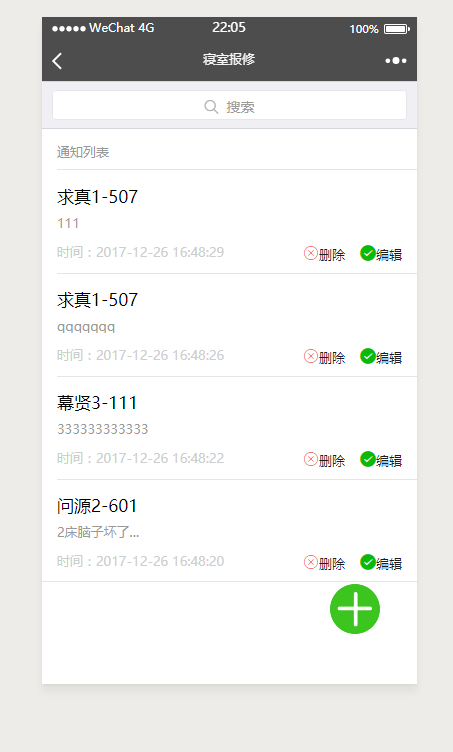 WeChat 4G 22:05 100%
寝室报修
搜索
通知列表
求真1-507
111
时间：2017-12-26 16:48:29 删除 编辑
求真1-507
qqqqqqq
时间：2017-12-26 16:48:26 删除 编辑
幕贤3-111
333333333333
时间：2017-12-26 16:48:22 删除 编辑
问源2-601
2床脑子坏了...
时间：2017-12-26 16:48:20 删除 编辑